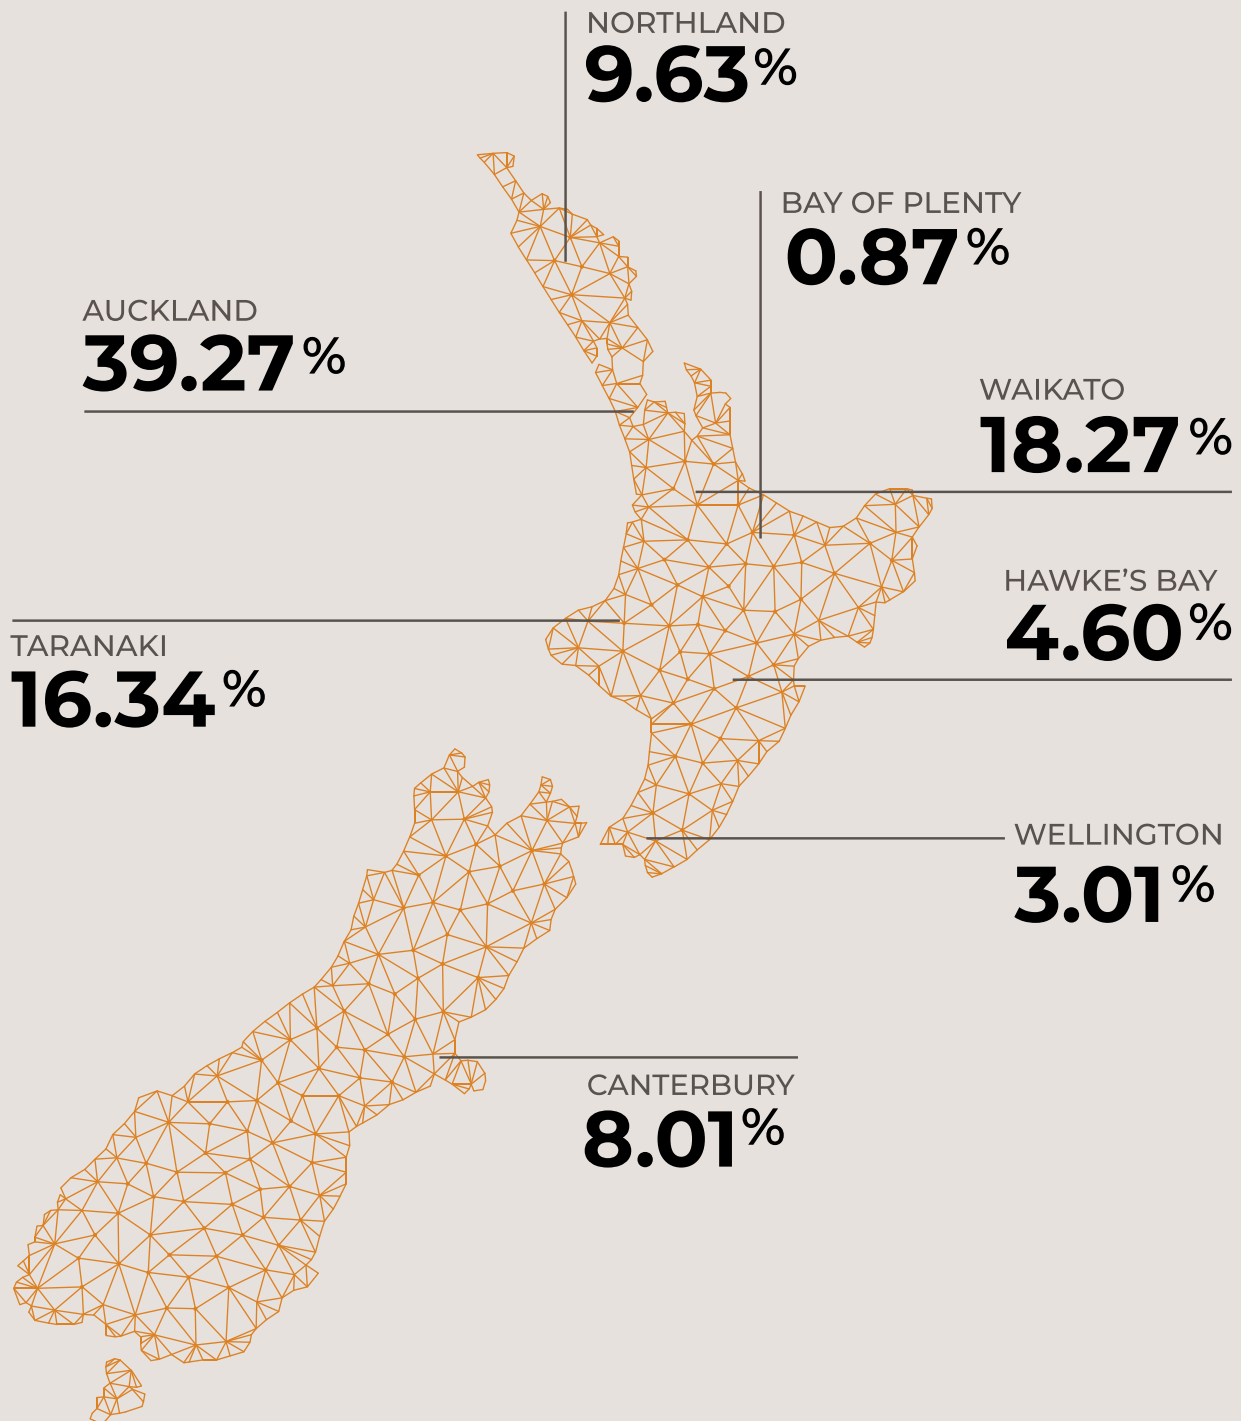 NORTHLAND
9.63%
BAY OF PLENTY
0.87%
AUCKLAND
39.27%
WAIKATO
18.27%
HAWKE’S BAY
4.60%
TARANAKI
16.34%
WELLINGTON
3.01%
CANTERBURY
8.01%